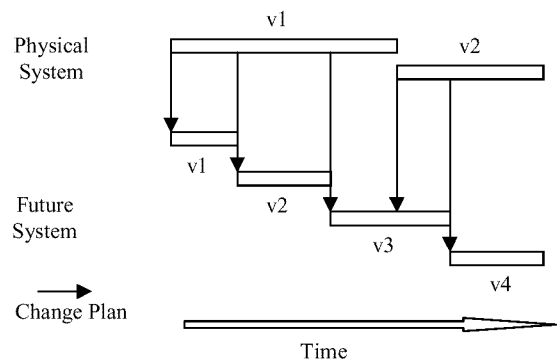 v1
Physical
System
v2
v1
v2
Future
System
v3
v4
Change Plan
Time